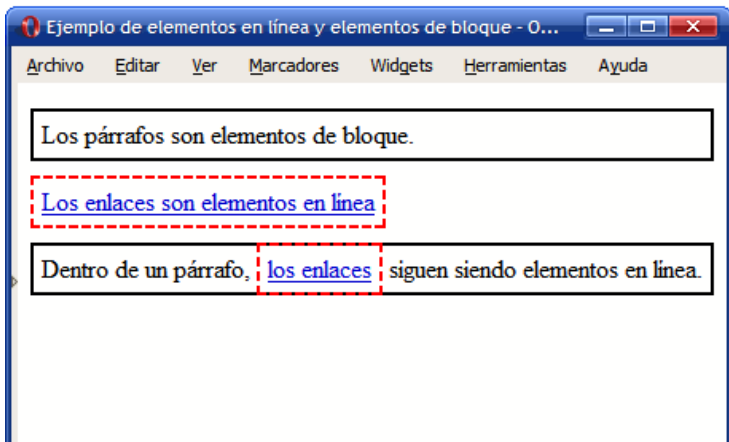 Ejemplo de elementos en línea y elementos de bloque - O...
Archivo Editar Ver Marcadores Widgets Herramientas Ayuda
Los párrafos son elementos de bloque.
Los enlaces son elementos en línea
Dentro de un párrafo, los enlaces siguen siendo elementos en línea.